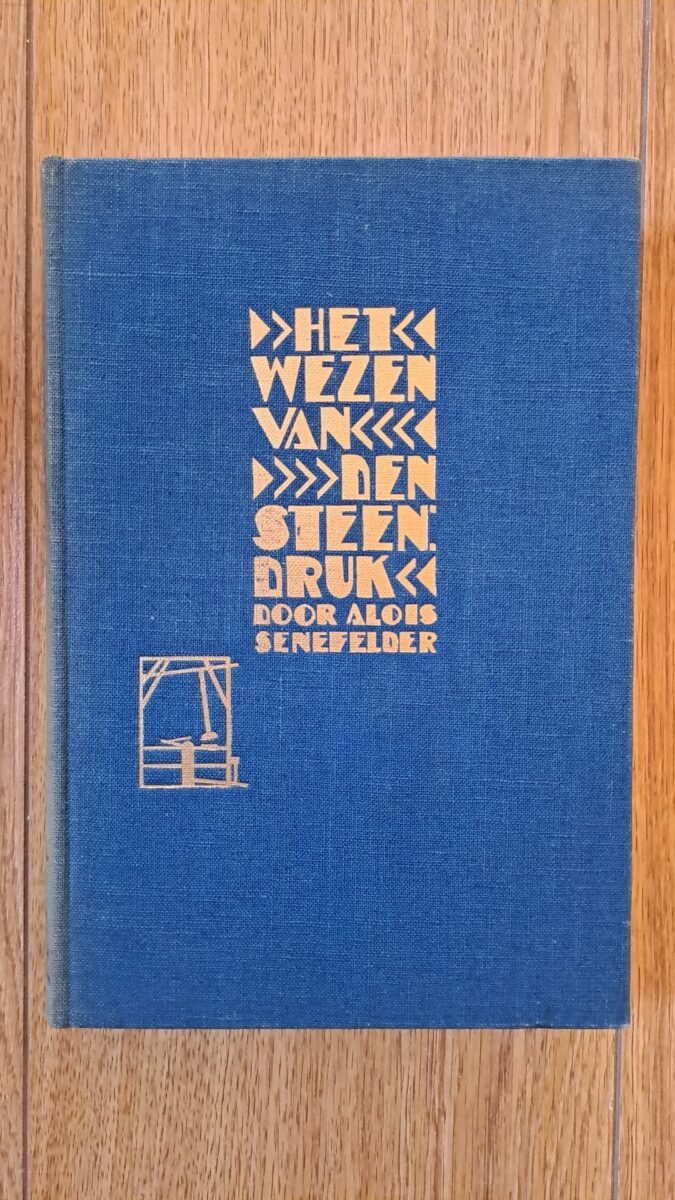 HET
WEZEN
VAN
DEN
STEEN:
DRUK
DOOR ALOIS
SENEFELDER